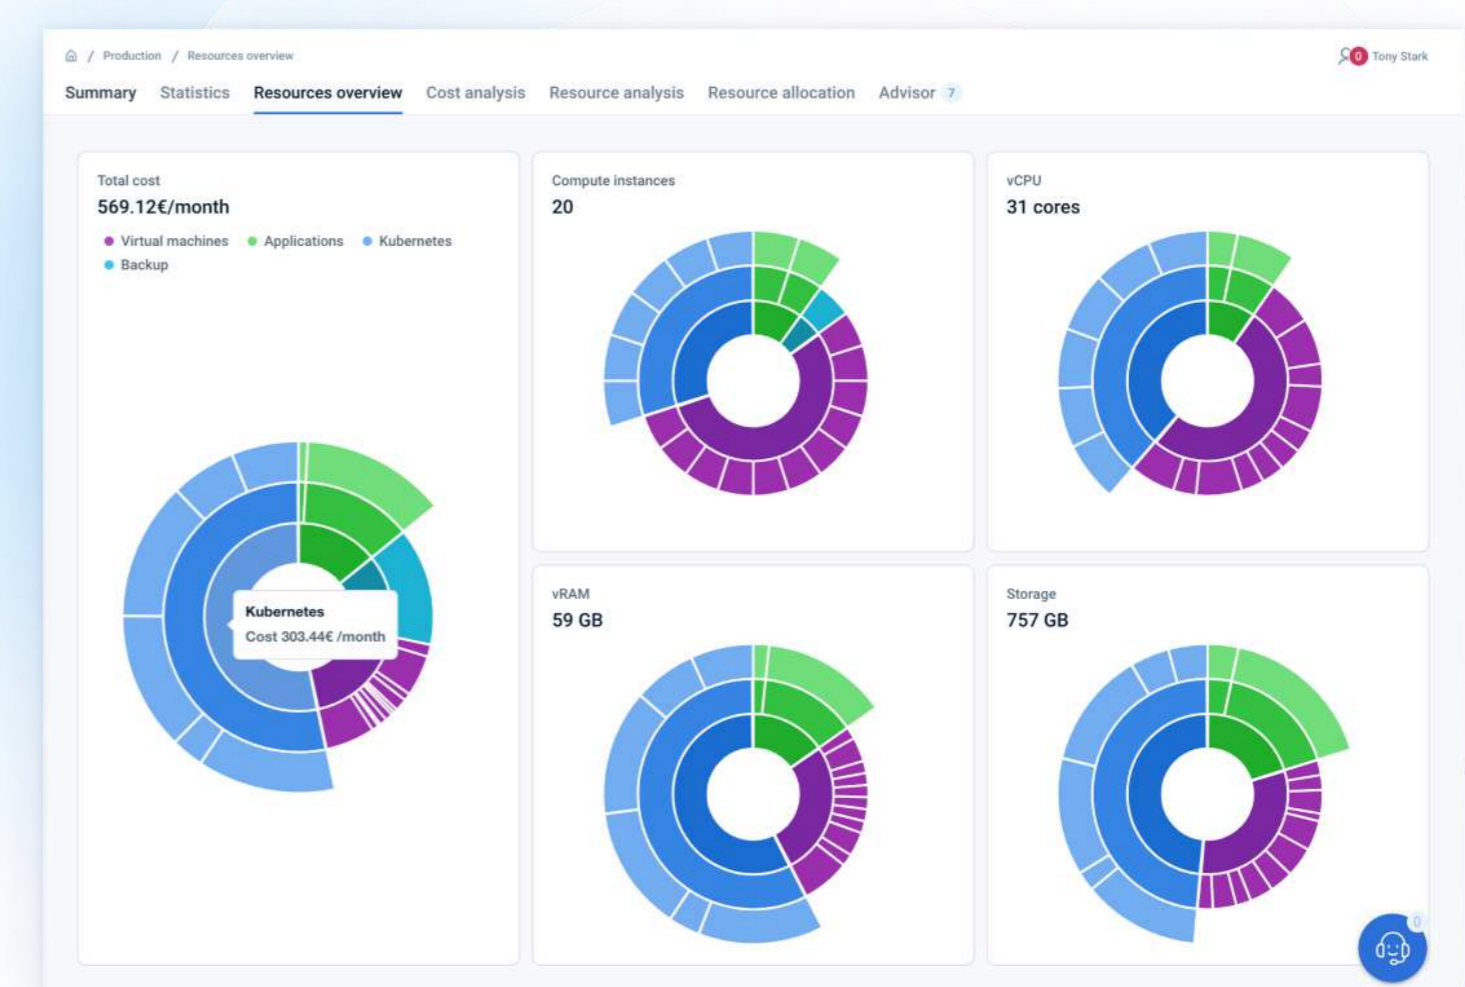 / Production / Resources overview
0 Tony Stark
Summary Statistics Resources overview Cost analysis Resource analysis Resource allocation Advisor 7
Total cost
569.12€/month
Virtual machines Applications Kubernetes
Backup
Kubernetes
Cost 303.44€ /month
Compute instances
20
vCPU
31 cores
vRAM
59 GB
Storage
757 GB
0